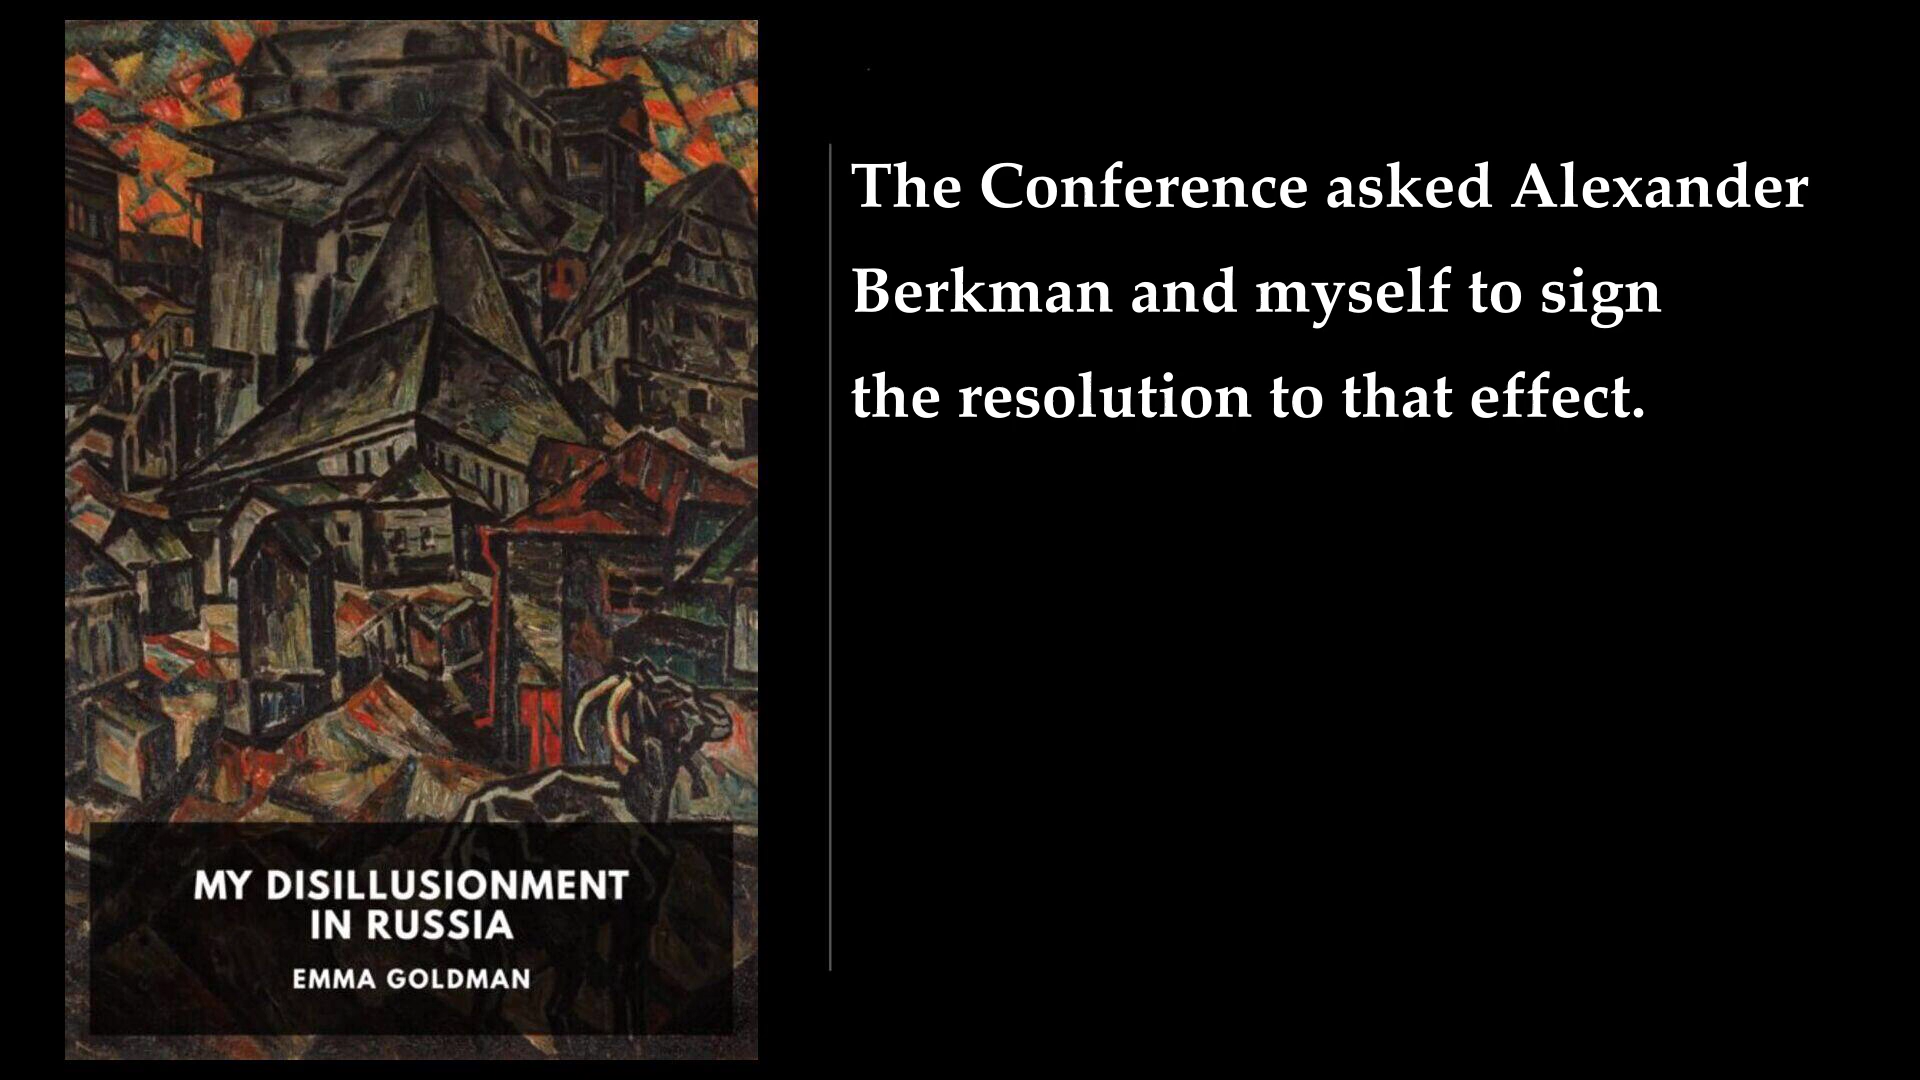 The Conference asked Alexander
Berkman and myself to sign
the resolution to that effect.
MY DISILLUSIONMENT
IN RUSSIA
EMMA GOLDMAN